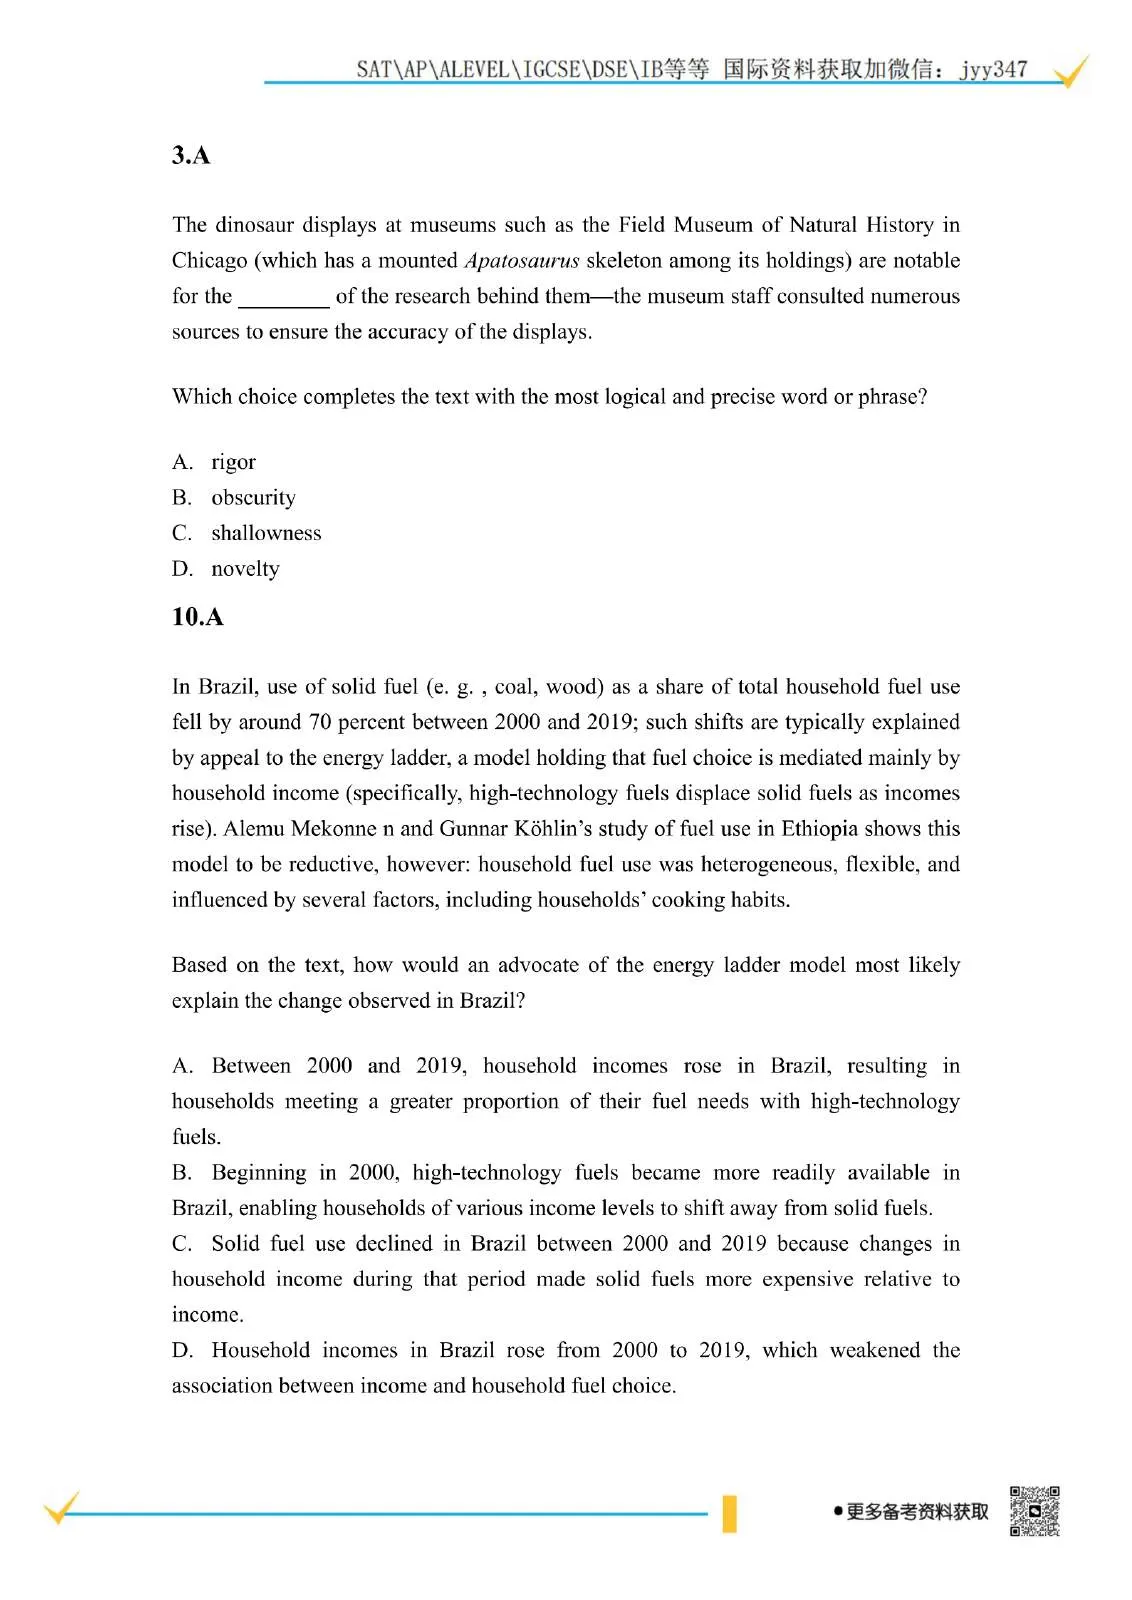 SAT\AP\ALEVEL\IGCSE\DSE\IB等等 国际资料获取加微信：jyy347
3.A
The dinosaur displays at museums such as the Field Museum of Natural History in
Chicago (which has a mounted Apatosaurus skeleton among its holdings) are notable
for the ________ of the research behind them—the museum staff consulted numerous
sources to ensure the accuracy of the displays.
Which choice completes the text with the most logical and precise word or phrase?
A. rigor
B. obscurity
C. shallowness
D. novelty
10.A
In Brazil, use of solid fuel (e. g. , coal, wood) as a share of total household fuel use
fell by around 70 percent between 2000 and 2019; such shifts are typically explained
by appeal to the energy ladder, a model holding that fuel choice is mediated mainly by
household income (specifically, high-technology fuels displace solid fuels as incomes
rise). Alemu Mekonne n and Gunnar Köhlin’s study of fuel use in Ethiopia shows this
model to be reductive, however: household fuel use was heterogeneous, flexible, and
influenced by several factors, including households’ cooking habits.
Based on the text, how would an advocate of the energy ladder model most likely
explain the change observed in Brazil?
A. Between 2000 and 2019, household incomes rose in Brazil, resulting in
households meeting a greater proportion of their fuel needs with high-technology
fuels.
B. Beginning in 2000, high-technology fuels became more readily available in
Brazil, enabling households of various income levels to shift away from solid fuels.
C. Solid fuel use declined in Brazil between 2000 and 2019 because changes in
household income during that period made solid fuels more expensive relative to
income.
D. Household incomes in Brazil rose from 2000 to 2019, which weakened the
association between income and household fuel choice.
●更多备考资料获取